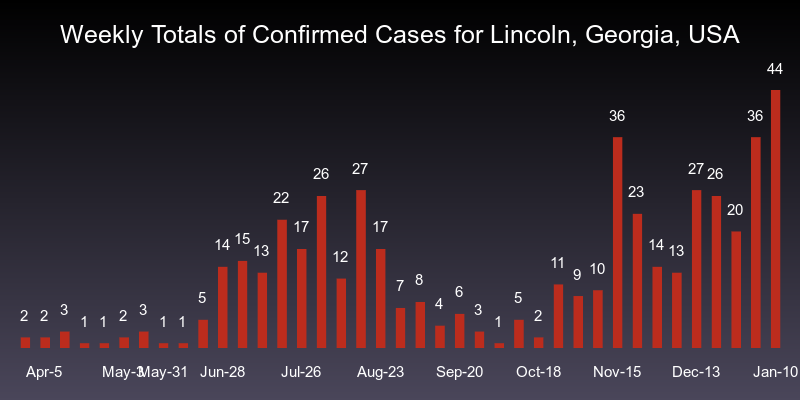 Weekly Totals of Confirmed Cases for Lincoln, Georgia, USA
2 2 3 1 1 2 3 1 1 5 14 15 13 22 17 26 12 27 17 7 8 4 6 3 1 5 2 11 9 10 36 23 14 13 27 26 20 36 44
Apr-5 May-3 May-31 Jun-28 Jul-26 Aug-23 Sep-20 Oct-18 Nov-15 Dec-13 Jan-10